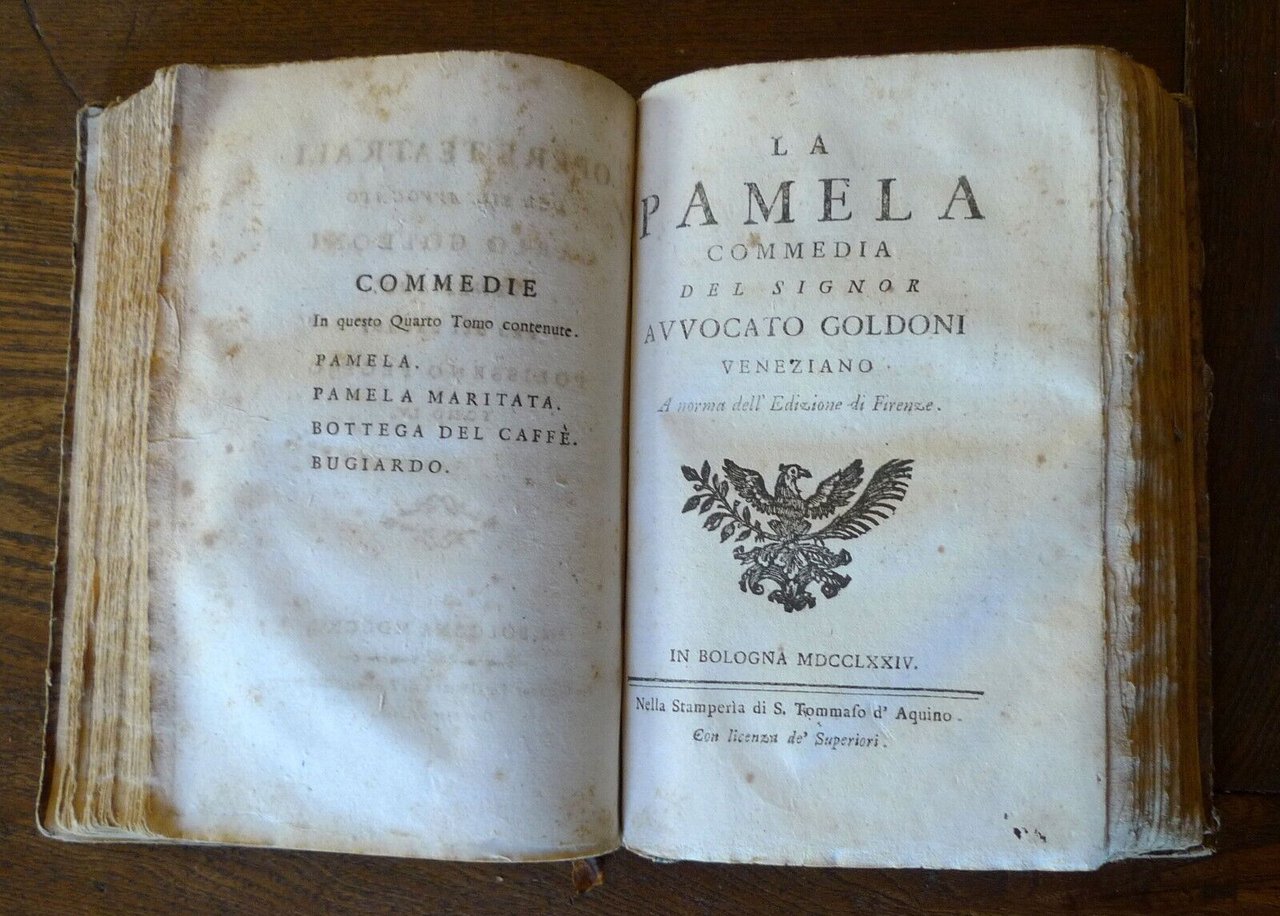 COMMEDIE
In questo Quarto Tomo contenute.
PAMELA.
PAMELA MARITATA.
BOTTEGA DEL CAFFÈ.
BUGIARDO.
LA
PAMELA
COMMEDIA
DEL SIGNOR
AVVOCATO GOLDONI
VENEZIANO
A norma dell' Edizione di Firenze.
IN BOLOGNA MDCCLXXIV.
Nella Stamperìa di S. Tommaſo d' Aquino.
Con licenza de' Superiori.